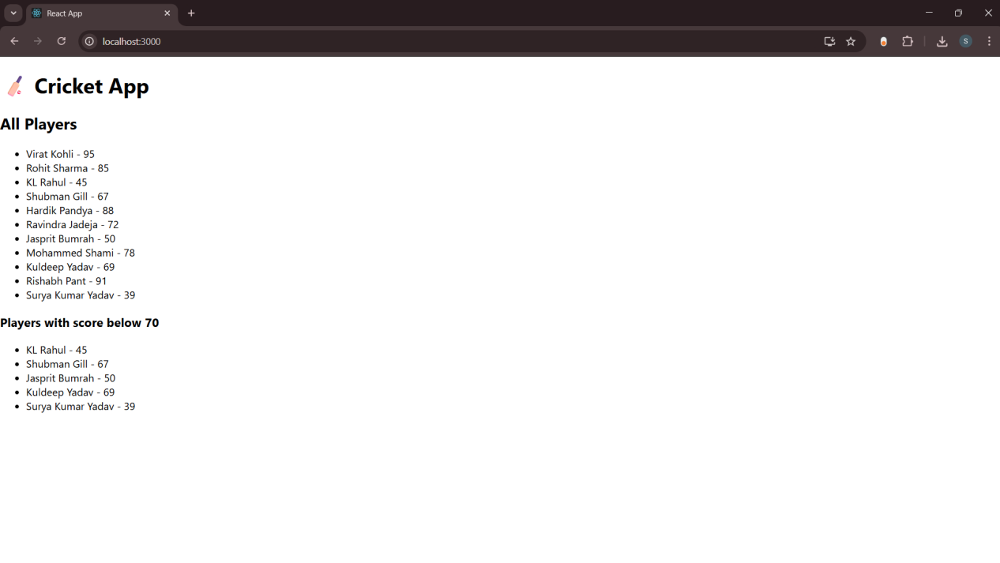 React App
localhost:3000
S
🏏 Cricket App
All Players
• Virat Kohli - 95
• Rohit Sharma - 85
• KL Rahul - 45
• Shubman Gill - 67
• Hardik Pandya - 88
• Ravindra Jadeja - 72
• Jasprit Bumrah - 50
• Mohammed Shami - 78
• Kuldeep Yadav - 69
• Rishabh Pant - 91
• Surya Kumar Yadav - 39
Players with score below 70
• KL Rahul - 45
• Shubman Gill - 67
• Jasprit Bumrah - 50
• Kuldeep Yadav - 69
• Surya Kumar Yadav - 39